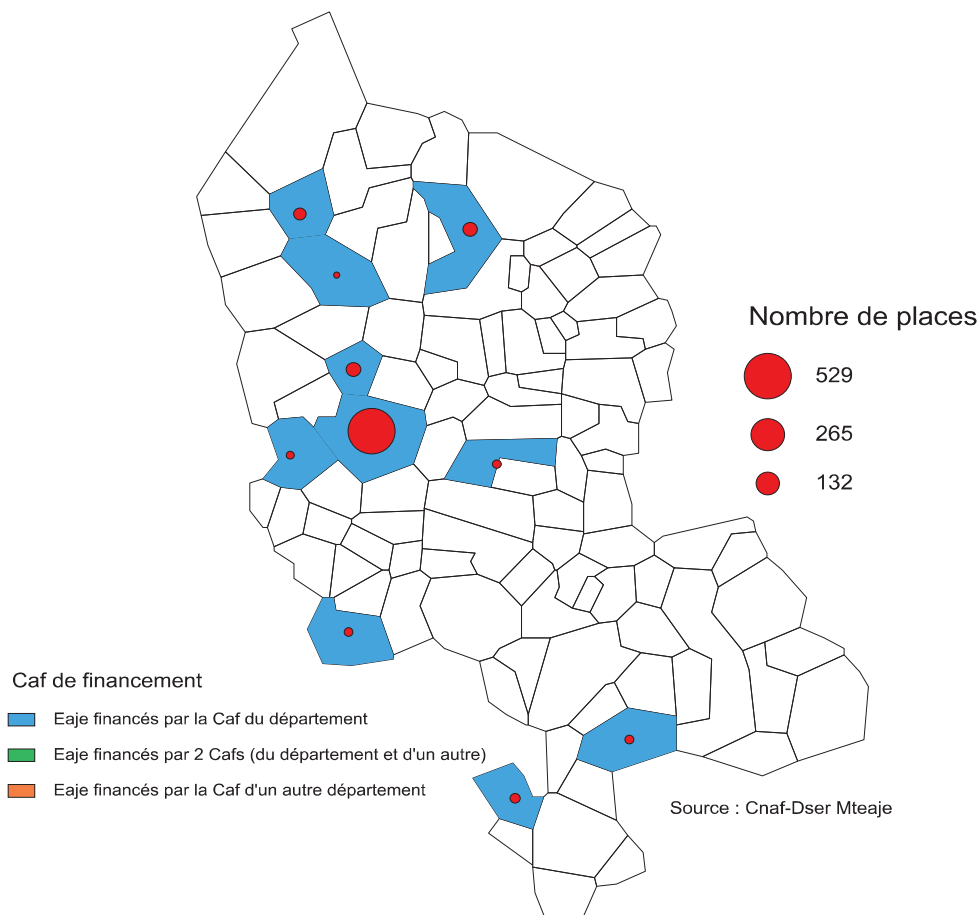 Nombre de places
529
265
132
Caf de financement
Eaje financés par la Caf du département
Eaje financés par 2 Cafs (du département et d'un autre)
Eaje financés par la Caf d'un autre département
Source : Cnaf-Dser Mteaje